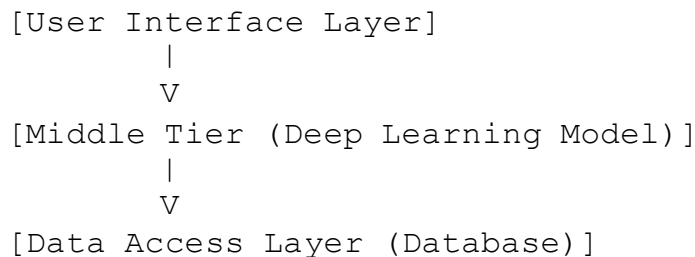 [User Interface Layer]
|
V
[Middle Tier (Deep Learning Model)]
|
V
[Data Access Layer (Database)]